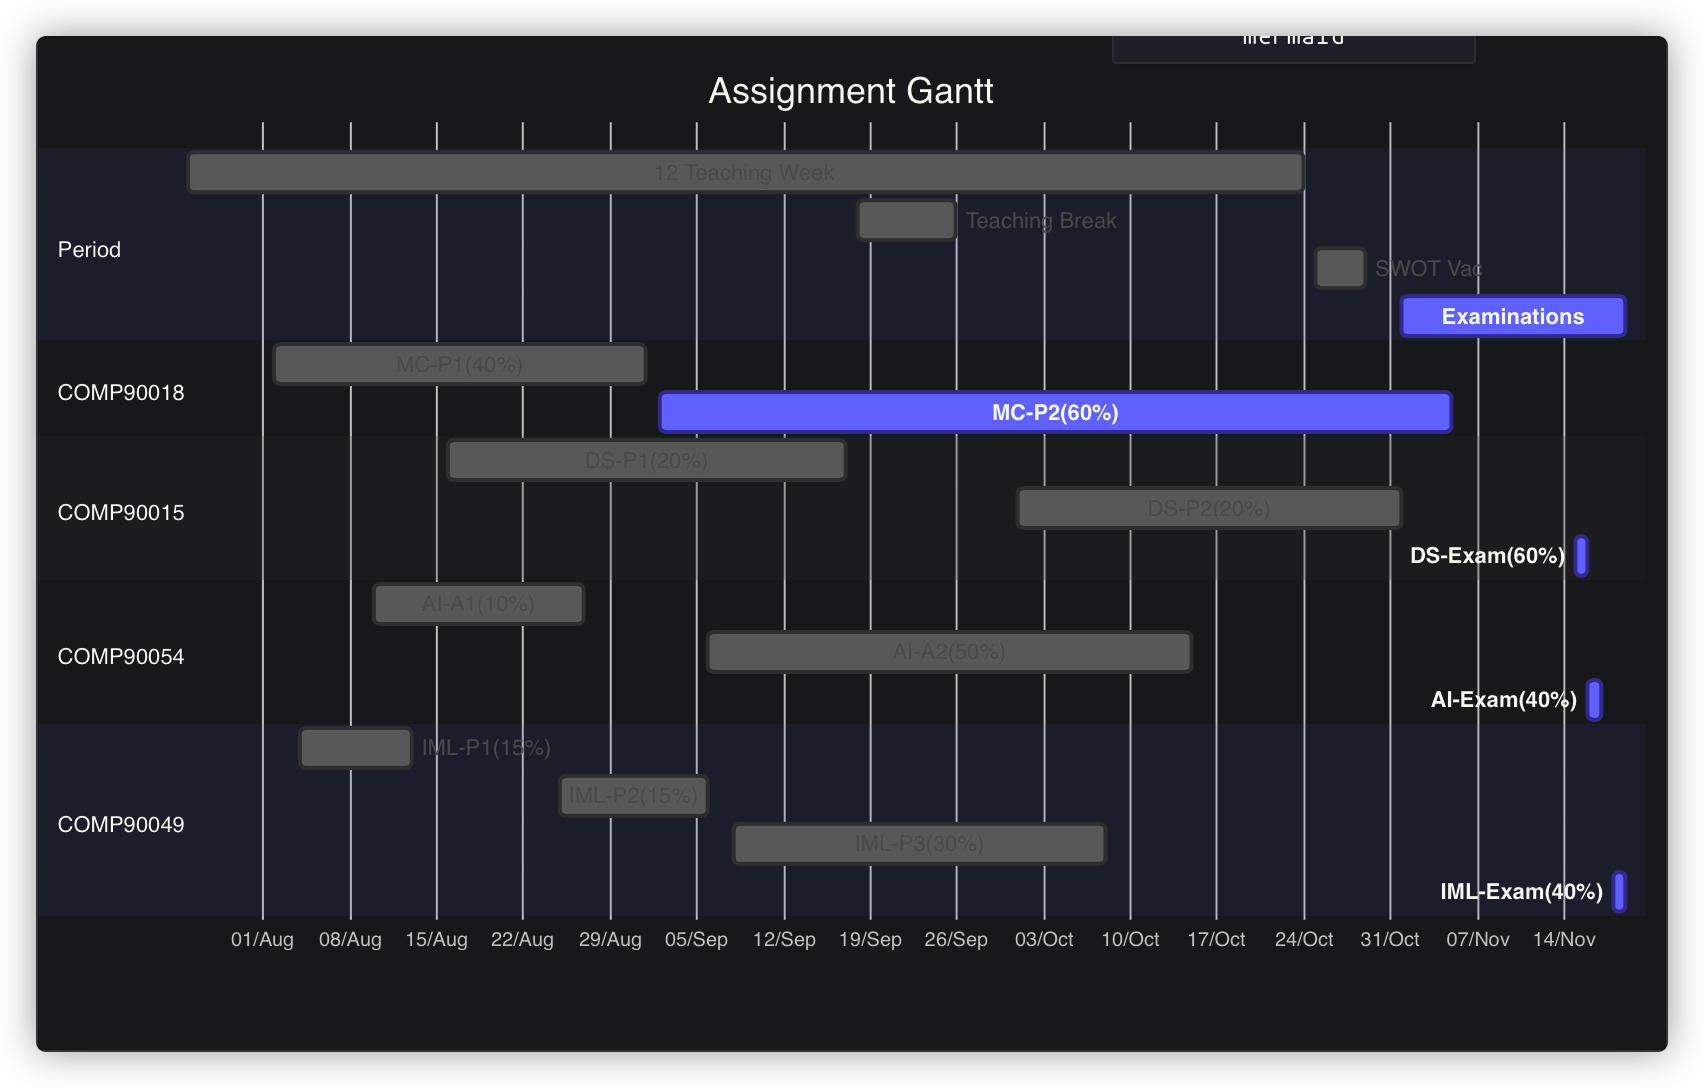 mermaid
Assignment Gantt
12 Teaching Week
Teaching Break
Period
SWOT Vac
Examinations
MC-P1(40%)
COMP90018
MC-P2(60%)
DS-P1(20%)
COMP90015
DS-P2(20%)
DS-Exam(60%)
AI-A1(10%)
COMP90054
AI-A2(50%)
AI-Exam(40%)
IML-P1(15%)
IML-P2(15%)
COMP90049
IML-P3(30%)
IML-Exam(40%)
01/Aug 08/Aug 15/Aug 22/Aug 29/Aug 05/Sep 12/Sep 19/Sep 26/Sep 03/Oct 10/Oct 17/Oct 24/Oct 31/Oct 07/Nov 14/Nov